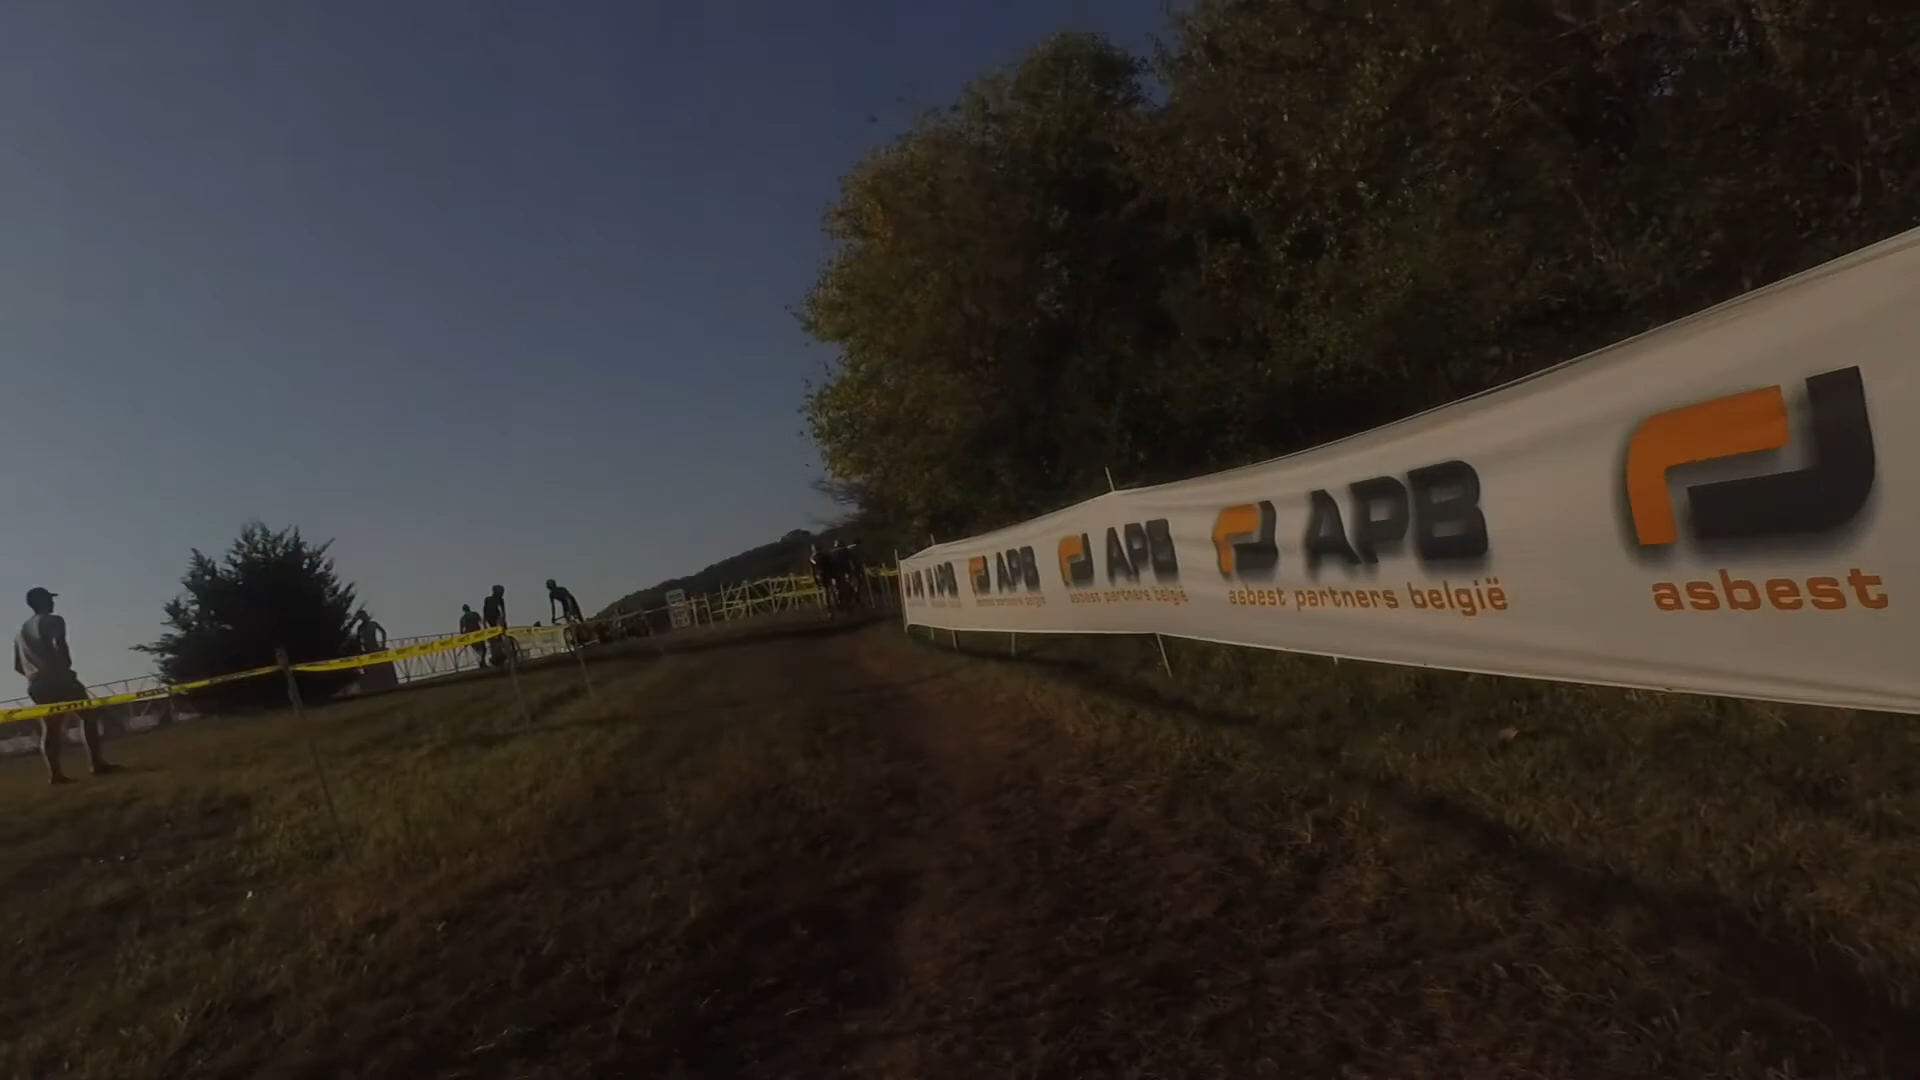 APB
APB
asbest partners belgië
APB
asbest partners belgië
asbest